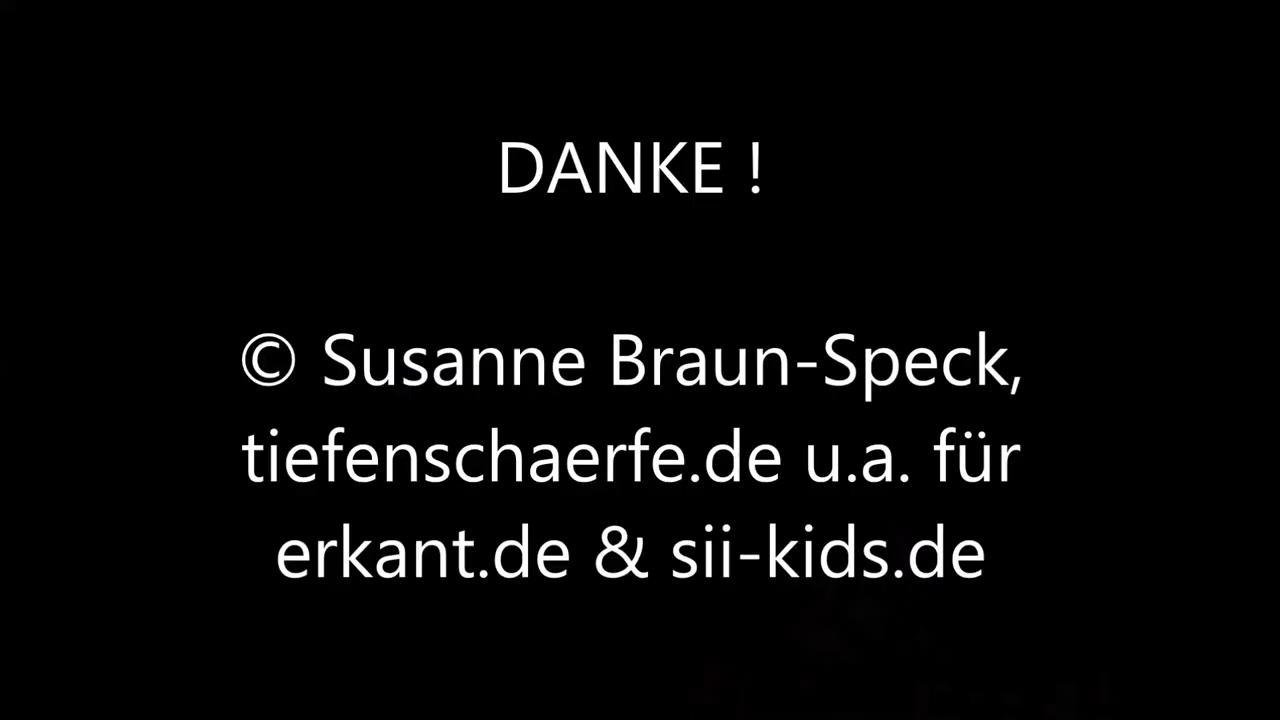 DANKE !
© Susanne Braun-Speck,
tiefenschaerfe.de u.a. für
erkant.de & sii-kids.de